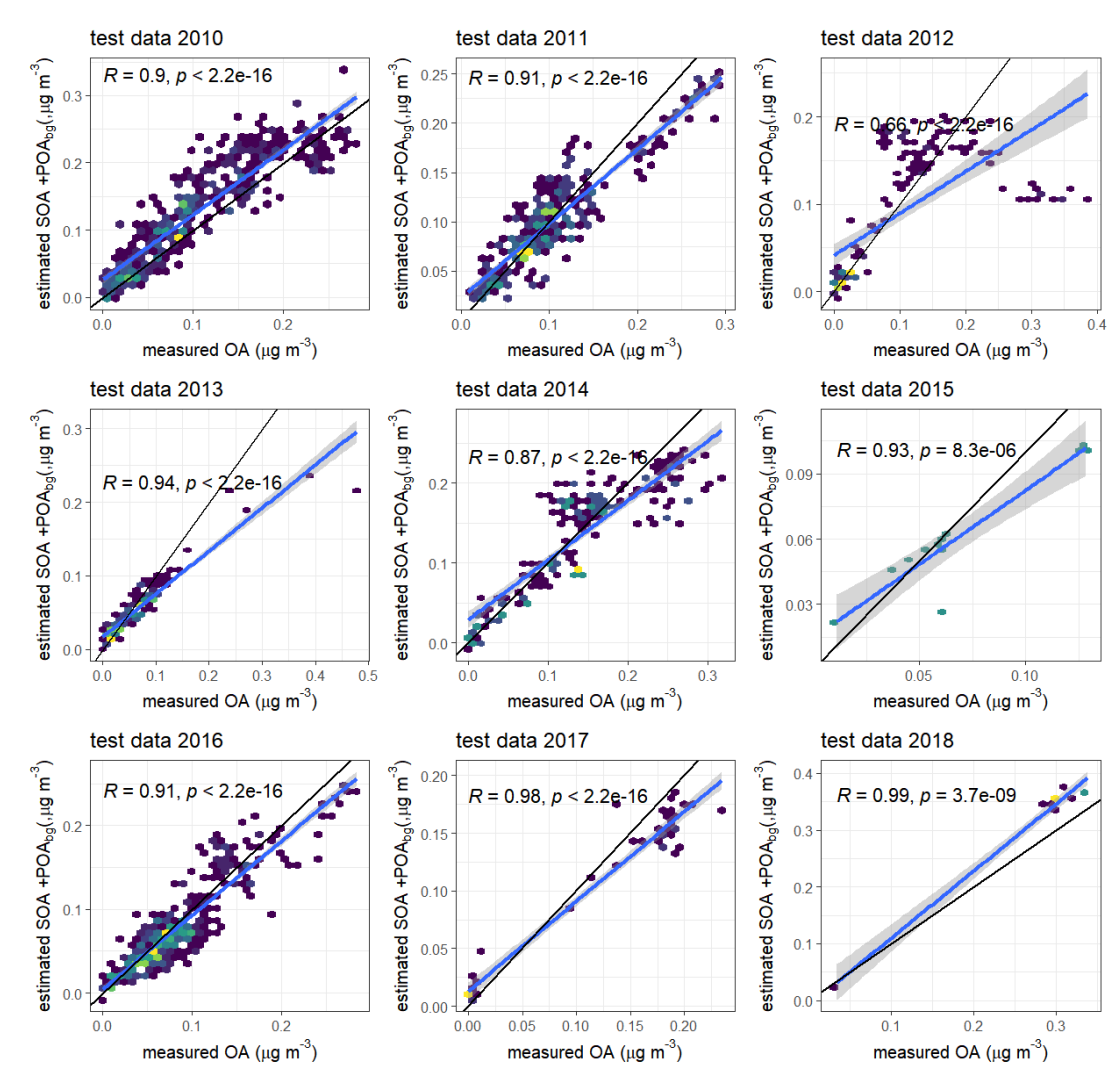 test data 2010 test data 2011 test data 2012
estimated SOA +POAbg(,μg m-3)
0.3
0.2
0.1
0.0
R = 0.9, p < 2.2e-16
0.0 0.1 0.2
measured OA (μg m-3)
estimated SOA +POAbg(,μg m-3)
0.25
0.20
0.15
0.10
0.05
R = 0.91, p < 2.2e-16
0.0 0.1 0.2 0.3
measured OA (μg m-3)
estimated SOA +POAbg(,μg m-3)
0.2
0.1
0.0
R = 0.66, p < 2.2e-16
0.0 0.1 0.2 0.3 0.4
measured OA (μg m-3)
test data 2013 test data 2014 test data 2015
estimated SOA +POAbg(,μg m-3)
0.3
0.2
0.1
0.0
R = 0.94, p < 2.2e-16
0.0 0.1 0.2 0.3 0.4 0.5
measured OA (μg m-3)
estimated SOA +POAbg(,μg m-3)
0.2
0.1
0.0
R = 0.87, p < 2.2e-16
0.0 0.1 0.2 0.3
measured OA (μg m-3)
estimated SOA +POAbg(,μg m-3)
0.09
0.06
0.03
R = 0.93, p = 8.3e-06
0.05 0.10
measured OA (μg m-3)
test data 2016 test data 2017 test data 2018
estimated SOA +POAbg(,μg m-3)
0.2
0.1
0.0
R = 0.91, p < 2.2e-16
0.0 0.1 0.2
measured OA (μg m-3)
estimated SOA +POAbg(,μg m-3)
0.20
0.15
0.10
0.05
0.00
R = 0.98, p < 2.2e-16
0.00 0.05 0.10 0.15 0.20
measured OA (μg m-3)
estimated SOA +POAbg(,μg m-3)
0.4
0.3
0.2
0.1
0.0
R = 0.99, p = 3.7e-09
0.1 0.2 0.3
measured OA (μg m-3)